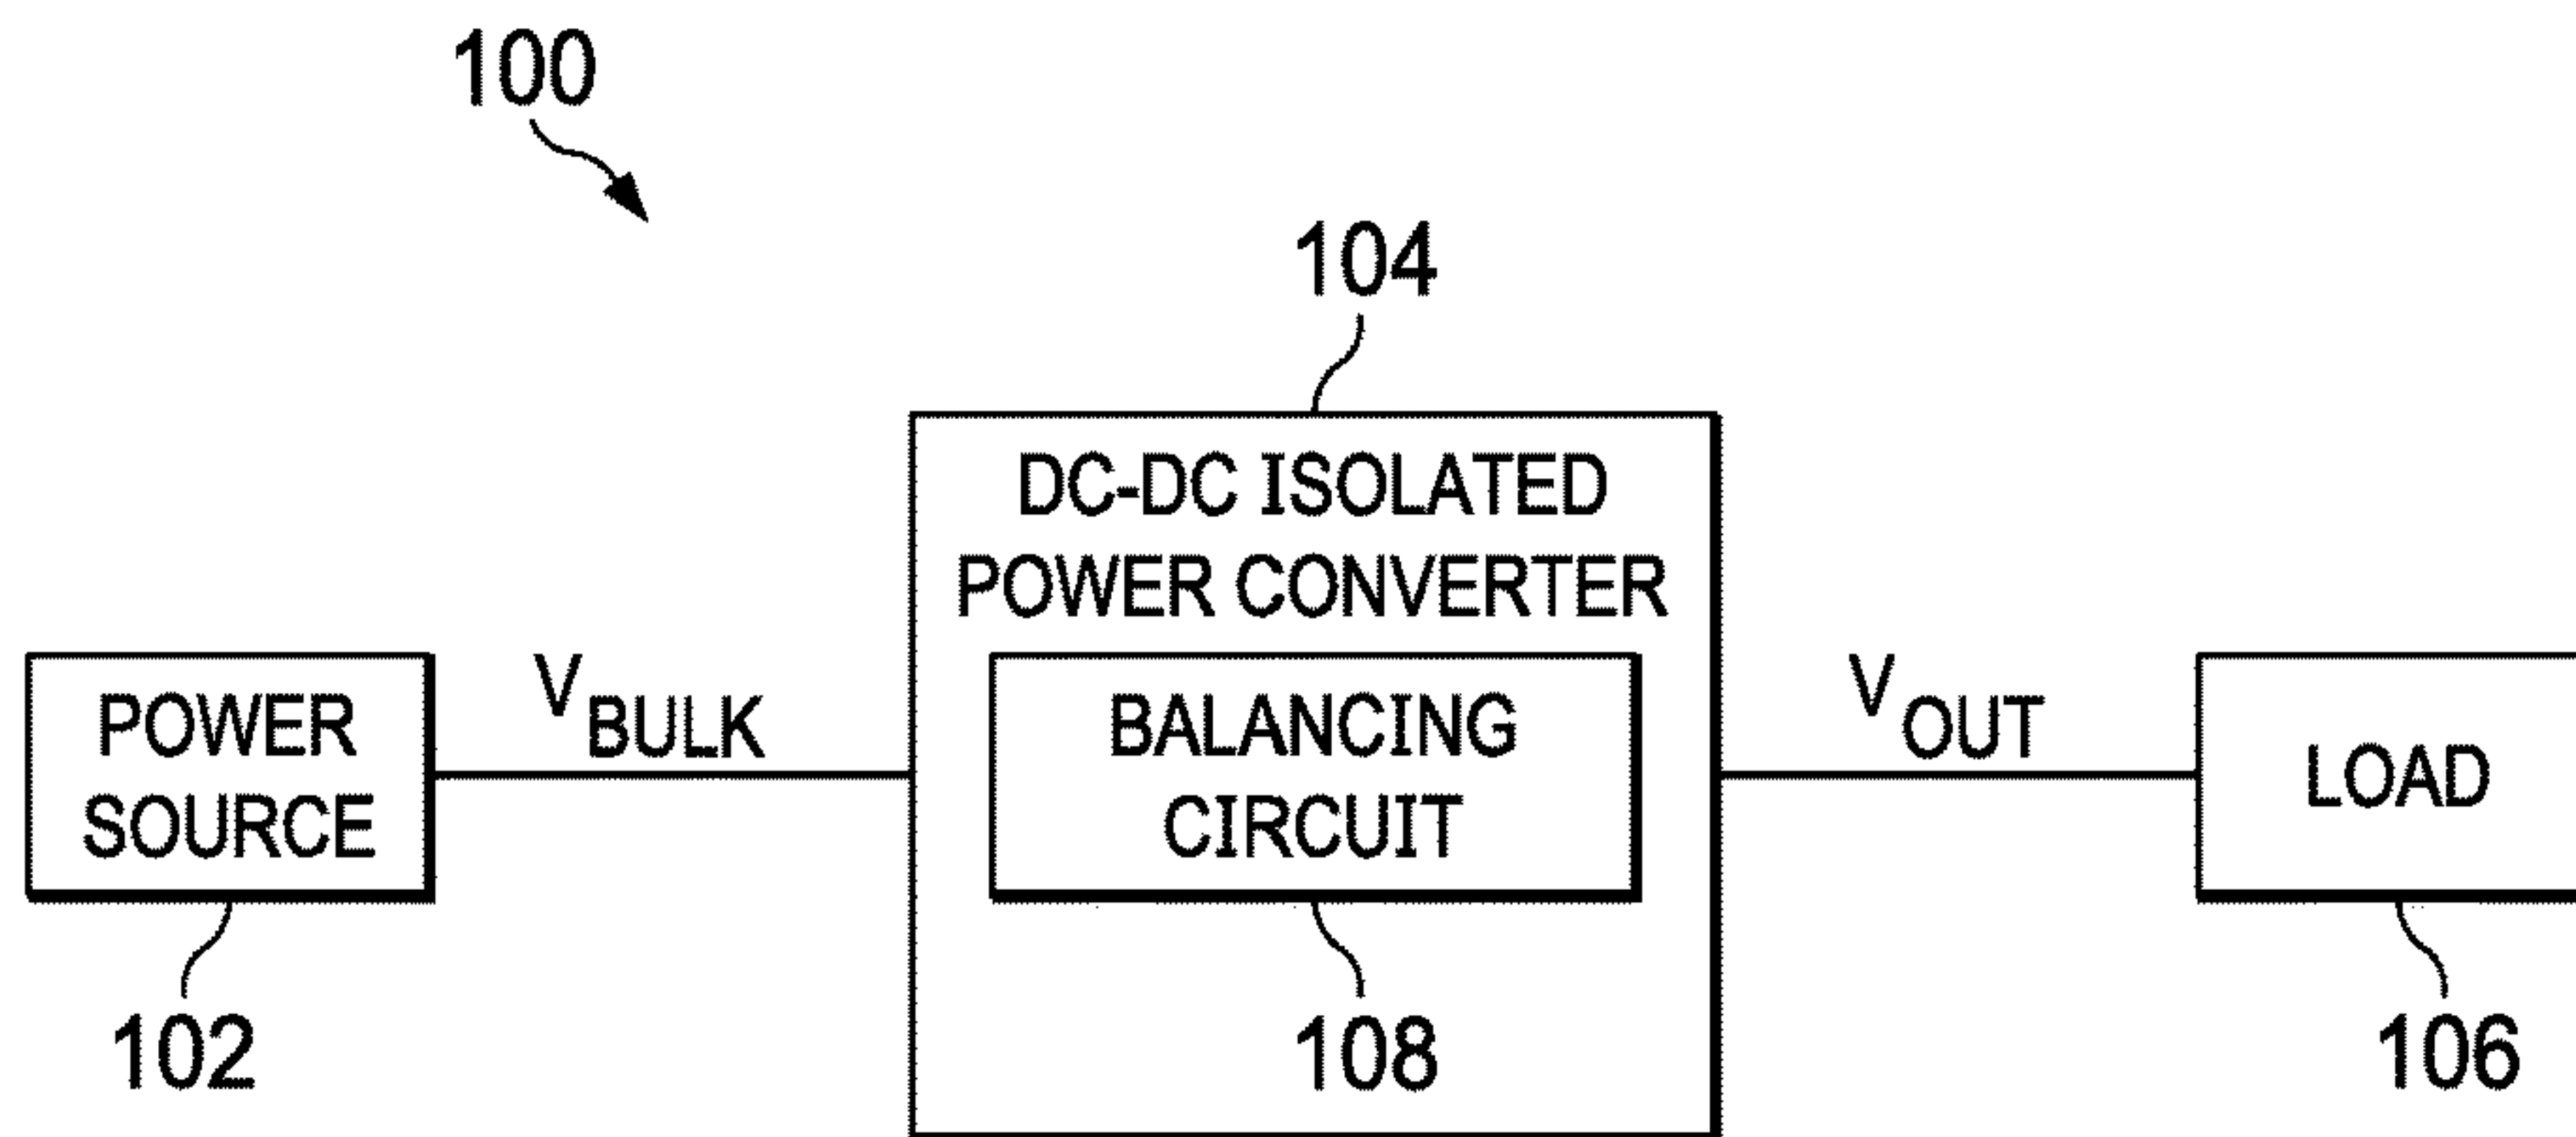 100
104
DC-DC ISOLATED
POWER CONVERTER
POWER
SOURCE
VBULK
BALANCING
CIRCUIT
VOUT
LOAD
102
108
106